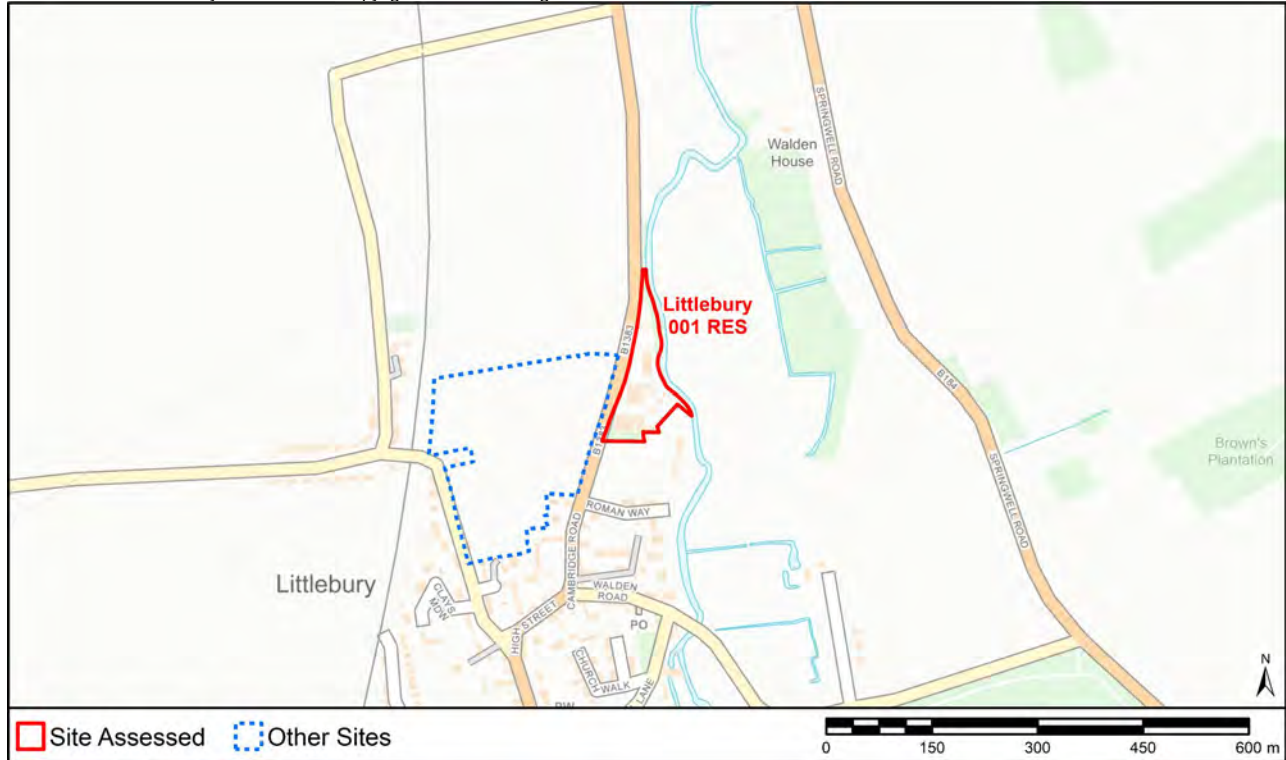 Walden
House
SPRINGWELL ROAD
Littlebury
001 RES
B1383
B184
Brown's
Plantation
ROMAN WAY
Littlebury
CLAYS
MDW
CAMBRIDGE ROAD
WALDEN
ROAD
HIGH STREET
PO
SPRINGWELL ROAD
CHURCH
WALK
LANE
N
Site Assessed
Other Sites
0 150 300 450 600 m